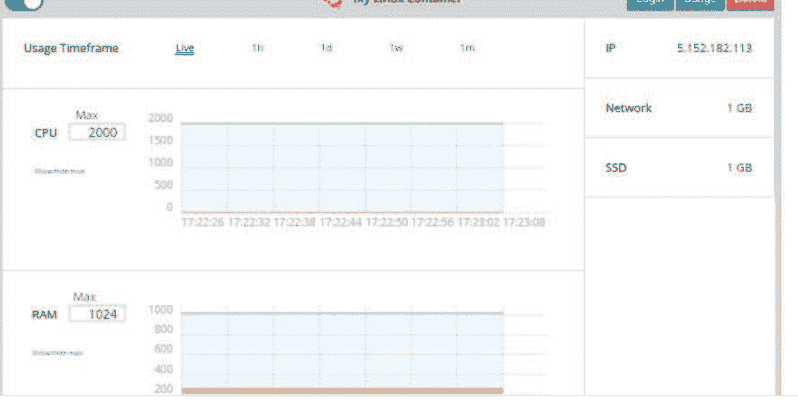 My Linux Container
Login Usage
Usage Timeframe Live 1h 1d 1w 1m
IP 5.152.182.113
Network 1 GB
SSD 1 GB
Max
CPU 2000
2000
1500
1000
500
0
17:22:26 17:22:32 17:22:38 17:22:44 17:22:50 17:22:56 17:23:02 17:23:08
Max
RAM 1024
1000
800
600
400
200